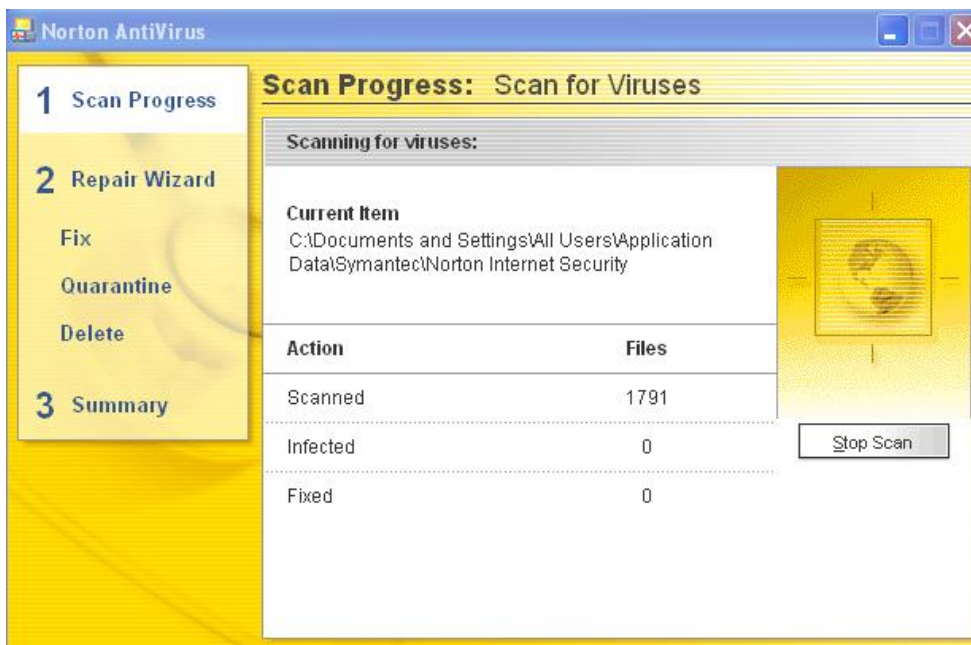 Norton AntiVirus
1 Scan Progress
2 Repair Wizard
Fix
Quarantine
Delete
3 Summary
Scan Progress: Scan for Viruses
Scanning for viruses:
Current Item
C:\Documents and Settings\All Users\Application
Data\Symantec\Norton Internet Security
Action Files
Scanned 1791
Infected 0
Fixed 0
Stop Scan